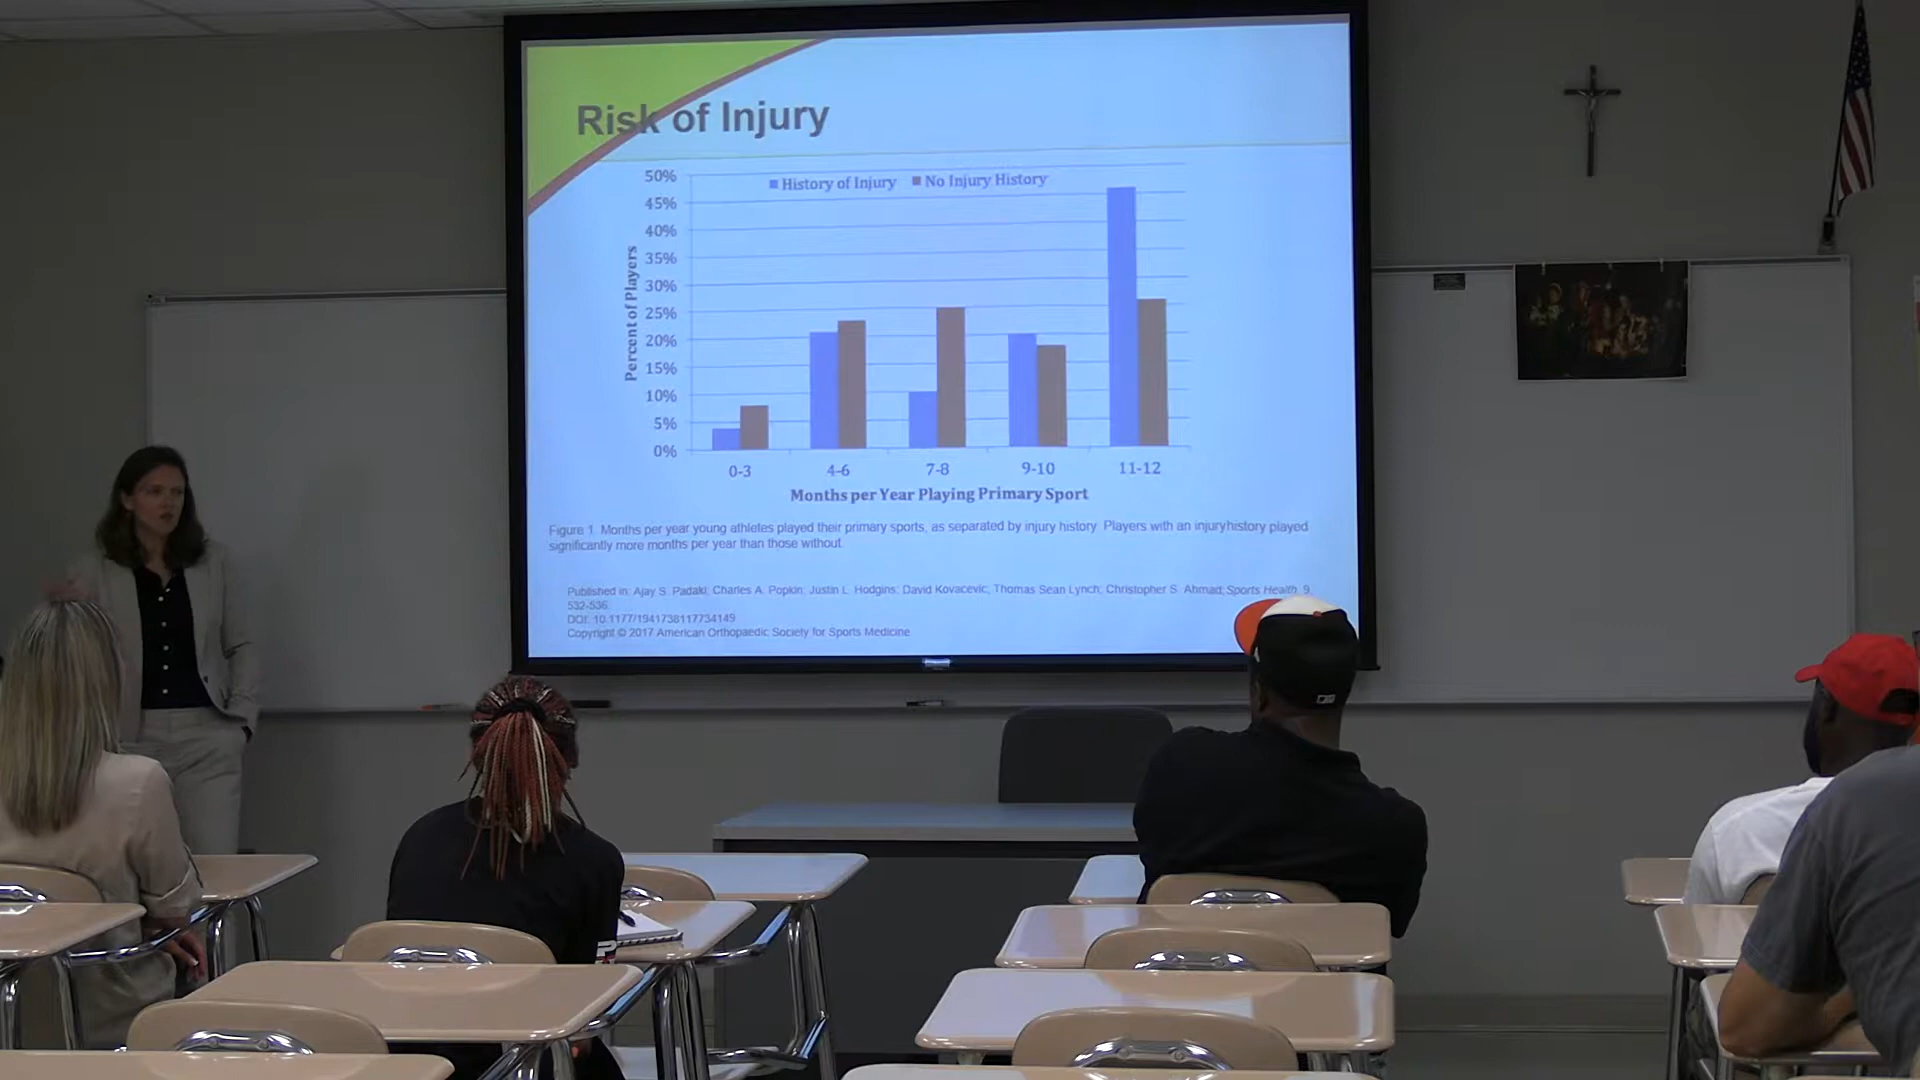 Risk of Injury
50%
45%
40%
35%
30%
25%
20%
15%
10%
5%
0%
Percent of Players
History of Injury
No Injury History
0-3
4-6
7-8
9-10
11-12
Months per Year Playing Primary Sport
Figure 1. Months per year young athletes played their primary sports, as separated by injury history. Players with an injuryhistory played
significantly more months per year than those without.
Published in: Ajay S. Padaki; Charles A. Popkin; Justin L. Hodgins; David Kovacevic; Thomas Sean Lynch; Christopher S. Ahmad; Sports Health 9,
532-536.
DOI: 10.1177/1941738117734149
Copyright © 2017 American Orthopaedic Society for Sports Medicine